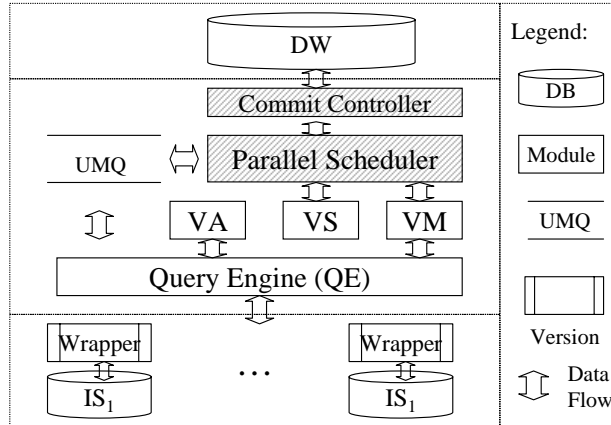 DW
Commit Controller
Parallel Scheduler
UMQ
VA
VS
VM
Query Engine (QE)
Wrapper
Wrapper
...
IS1
IS1
Legend:
DB
Module
UMQ
Version
Data
Flow